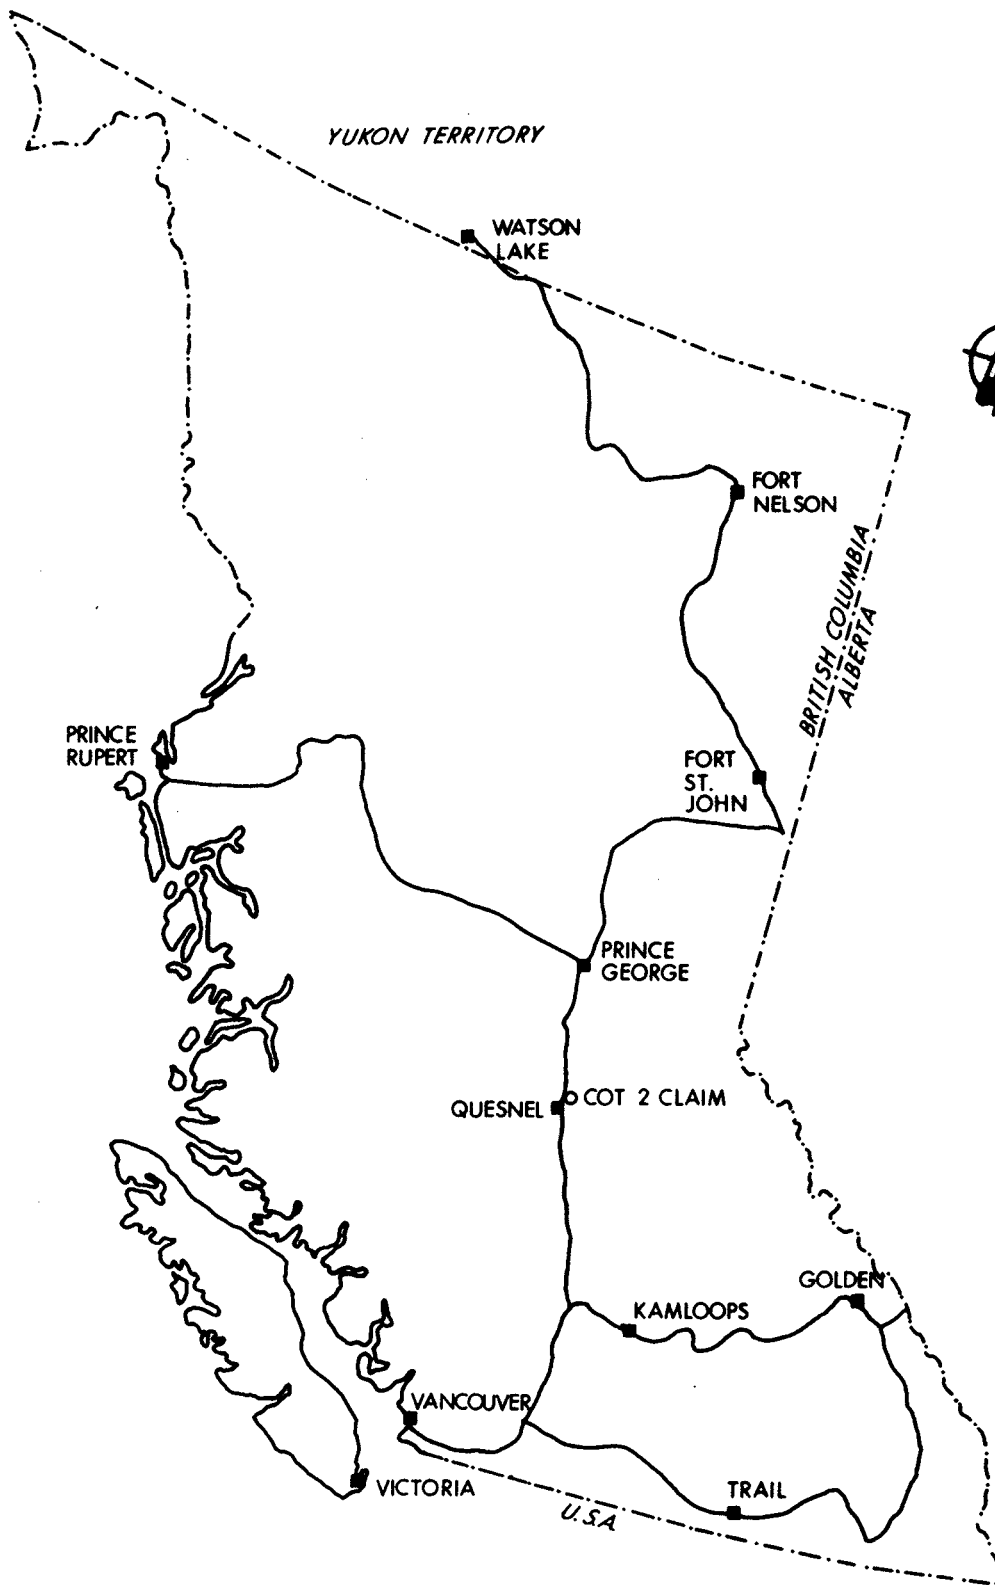 YUKON TERRITORY
WATSON
LAKE
FORT
NELSON
BRITISH COLUMBIA
ALBERTA
PRINCE
RUPERT
FORT
ST.
JOHN
PRINCE
GEORGE
QUESNEL
COT 2 CLAIM
GOLDEN
KAMLOOPS
VANCOUVER
VICTORIA
TRAIL
U.S.A